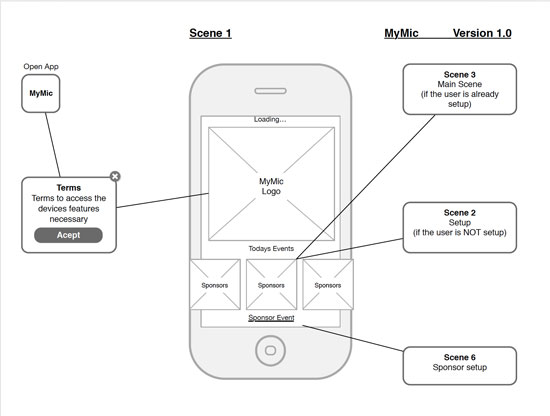 Scene 1
MyMic Version 1.0
Open App
MyMic
Terms
Terms to access the
devices features
necessary
Acept
Loading...
MyMic
Logo
Todays Events
Sponsors
Sponsors
Sponsors
Sponsor Event
Scene 3
Main Scene
(if the user is already
setup)
Scene 2
Setup
(if the user is NOT setup)
Scene 6
Sponsor setup